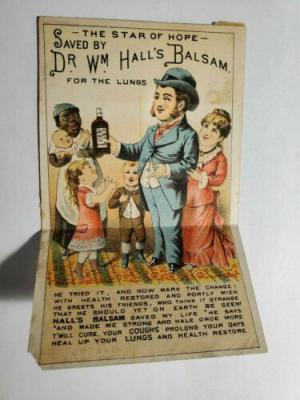 — THE STAR OF HOPE —
SAVED BY
DR. WM. HALL'S BALSAM.
FOR THE LUNGS
HE TRIED IT, AND NOW MARK THE CHANGE!
WITH HEALTH RESTORED AND PORTLY MIEN
HE GREETS HIS FRIENDS, WHO THINK IT STRANGE
THAT HE SHOULD YET ON EARTH BE SEEN!
HALL'S BALSAM SAVED MY LIFE "HE SAYS
"AND MADE ME STRONG AND HALE ONCE MORE
T'WILL CURE YOUR COUGHS PROLONG YOUR DAYS
HEAL UP YOUR LUNGS AND HEALTH RESTORE